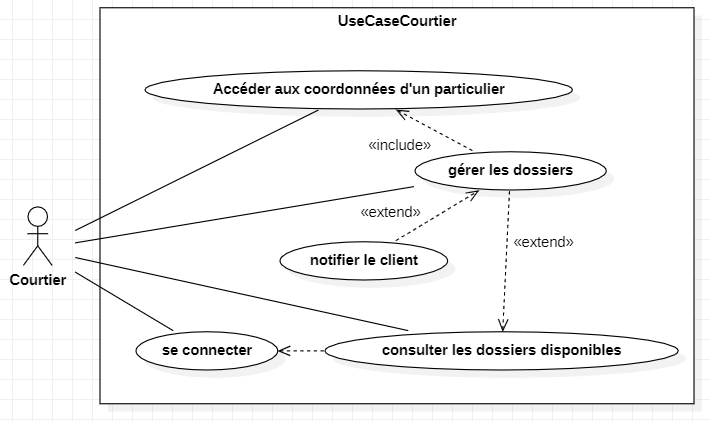 UseCaseCourtier
Accéder aux coordonnées d'un particulier
«include»
gérer les dossiers
«extend»
«extend»
notifier le client
Courtier
se connecter
consulter les dossiers disponibles